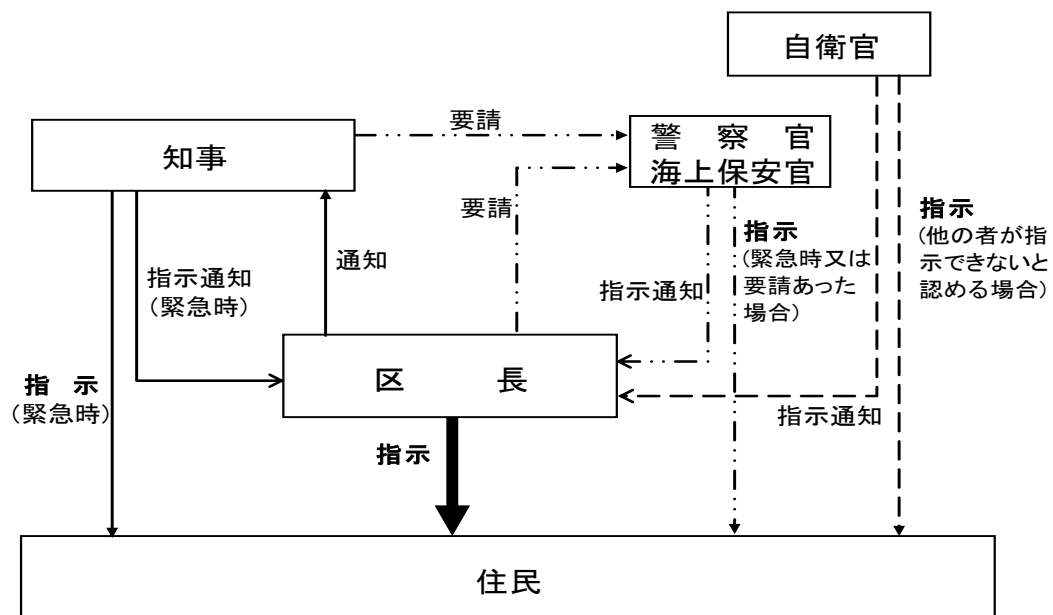 自衛官
要請
警 察 官
海上保安官
知事
要請
通知
指示通知
(緊急時)
指示通知
指示
(緊急時又は
要請あった
場合)
指示
(他の者が指
示できないと
認める場合)
区 長
指 示
(緊急時)
指示
指示通知
住民